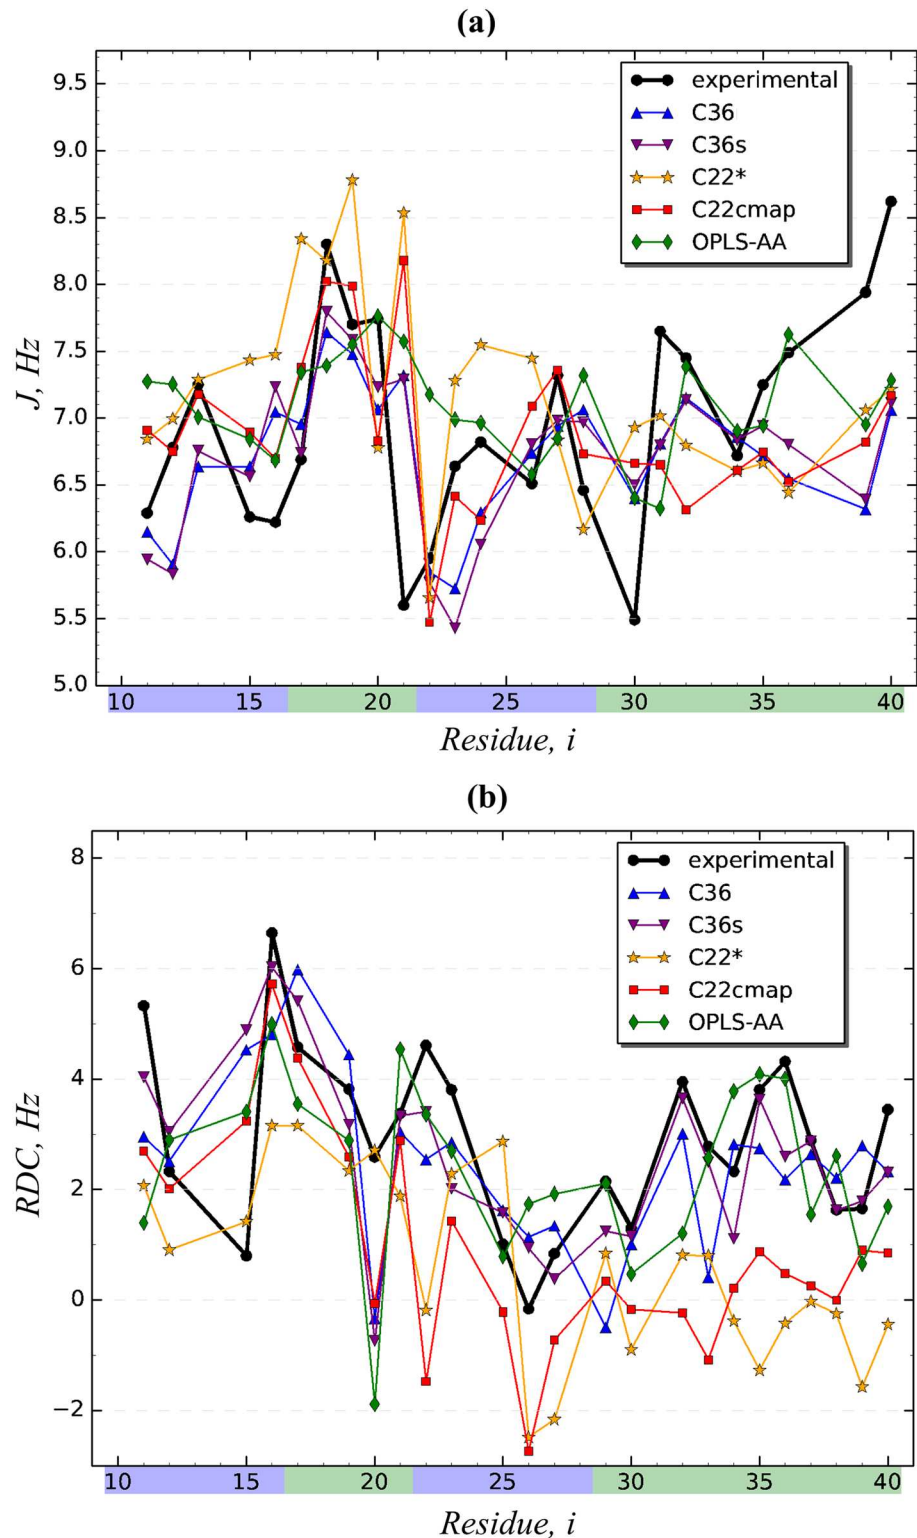 (a)
9.5
9.0
8.5
8.0
7.5
7.0
6.5
6.0
5.5
5.0
J, Hz
experimental
C36
C36s
C22*
C22cmap
OPLS-AA
10 15 20 25 30 35 40
Residue, i
(b)
8
6
4
2
0
−2
RDC, Hz
experimental
C36
C36s
C22*
C22cmap
OPLS-AA
10 15 20 25 30 35 40
Residue, i